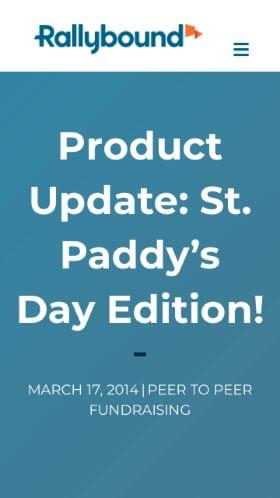 Rallybound
Product
Update: St.
Paddy’s
Day Edition!
MARCH 17, 2014 | PEER TO PEER
FUNDRAISING